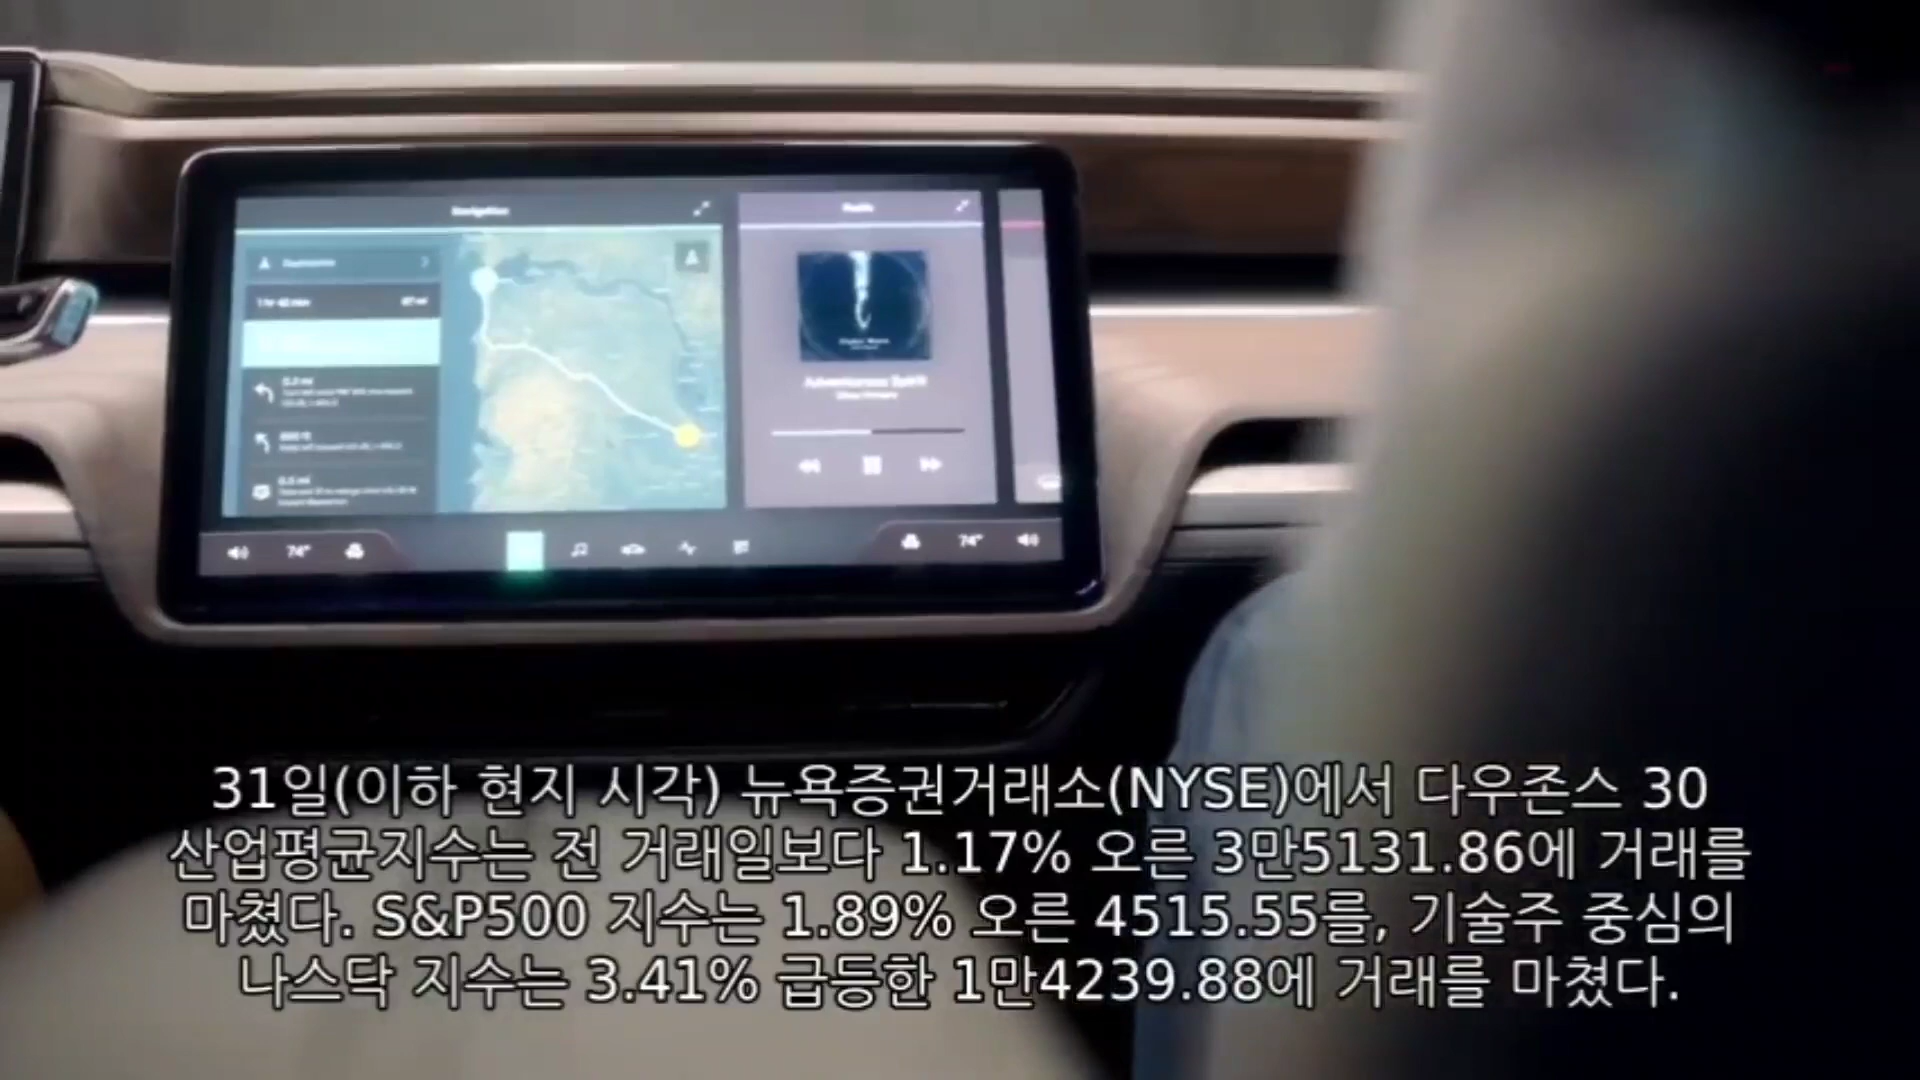 Navigation
74°
74°
31일(이하 현지 시각) 뉴욕증권거래소(NYSE)에서 다우존스 30
산업평균지수는 전 거래일보다 1.17% 오른 3만5131.86에 거래를
마쳤다. S&P500 지수는 1.89% 오른 4515.55를, 기술주 중심의
나스닥 지수는 3.41% 급등한 1만4239.88에 거래를 마쳤다.